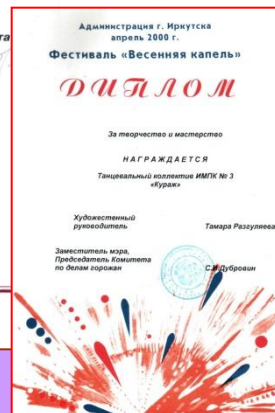 Администрация г. Иркутска
апрель 2000 г.
Фестиваль «Весенняя капель»
ДИПЛОМ
За творчество и мастерство
НАГРАЖДАЕТСЯ
Танцевальный коллектив ИМПК № 3
«Кураж»
Художественный
руководитель
Тамара Разгуляева
Заместитель мэра,
Председатель Комитета
по делам горожан
С.И. Дубровин